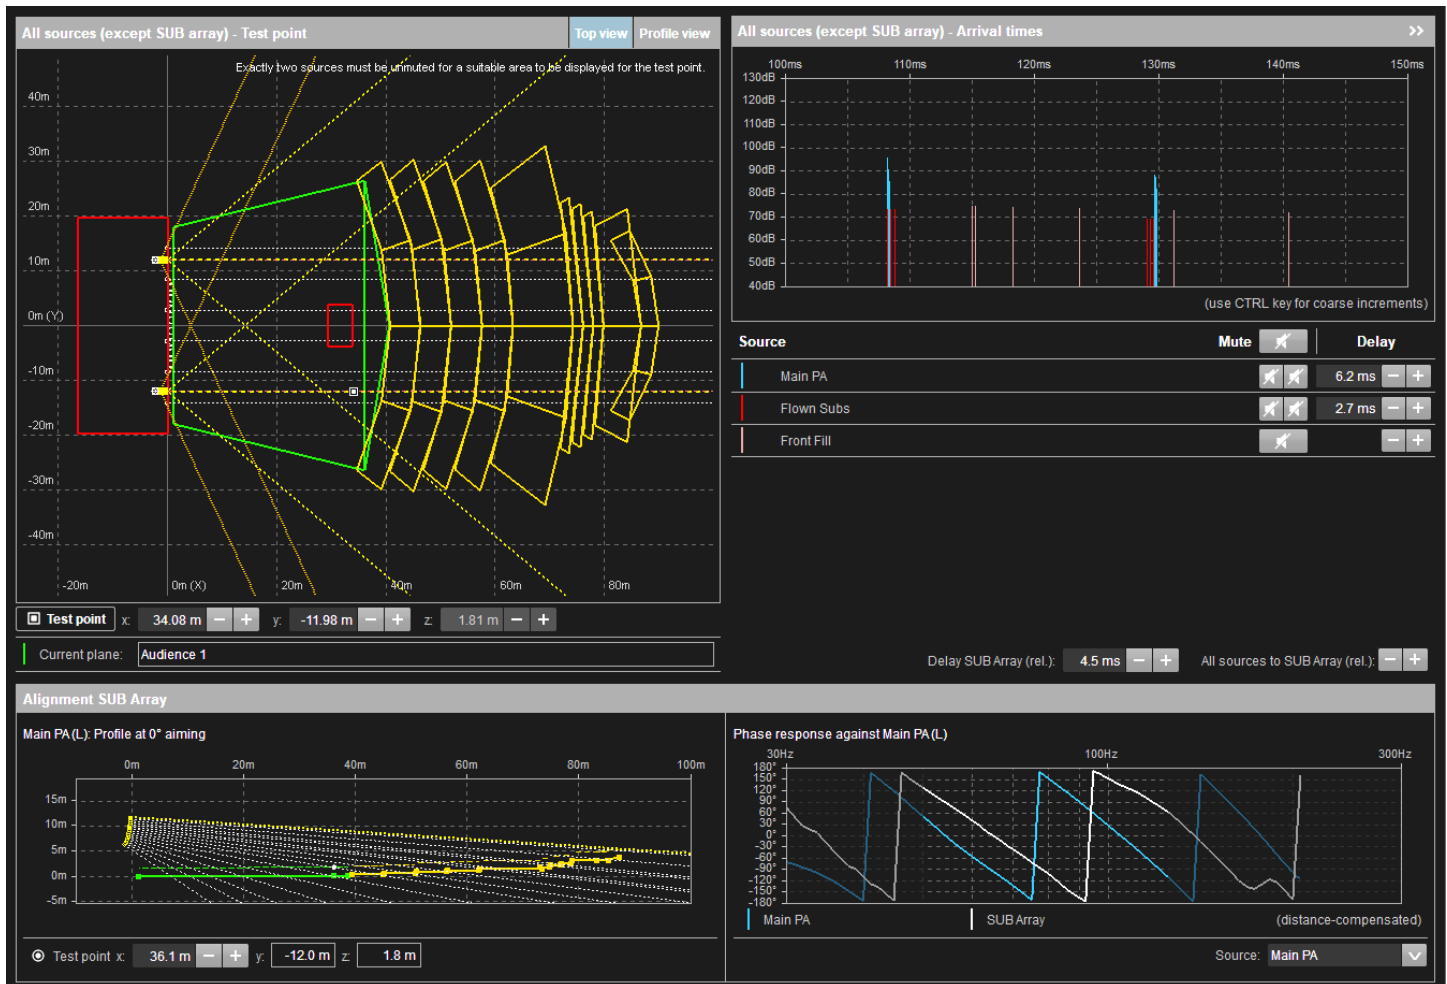 All sources (except SUB array) - Test point
Top view
Profile view
Exactly two sources must be unmuted for a suitable area to be displayed for the test point.
40m
30m
20m
10m
0m (Y)
-10m
-20m
-30m
-40m
-20m
0m (X)
20m
40m
60m
80m
Test point x: 34.08 m − + y: -11.98 m − + z: 1.81 m − +
Current plane: Audience 1
All sources (except SUB array) - Arrival times >>
100ms 110ms 120ms 130ms 140ms 150ms
130dB
120dB
110dB
100dB
90dB
80dB
70dB
60dB
50dB
40dB
(use CTRL key for coarse increments)
Source Mute Delay
Main PA 6.2 ms − +
Flown Subs 2.7 ms − +
Front Fill − +
Delay SUB Array (rel.): 4.5 ms − + All sources to SUB Array (rel.): − +
Alignment SUB Array
Main PA (L): Profile at 0° aiming
0m 20m 40m 60m 80m 100m
15m
10m
5m
0m
-5m
Test point x: 36.1 m − + y: -12.0 m z: 1.8 m
Phase response against Main PA (L)
30Hz 100Hz 300Hz
180°
150°
120°
90°
60°
30°
0°
-30°
-60°
-90°
-120°
-150°
-180°
Main PA SUB Array (distance-compensated)
Source: Main PA